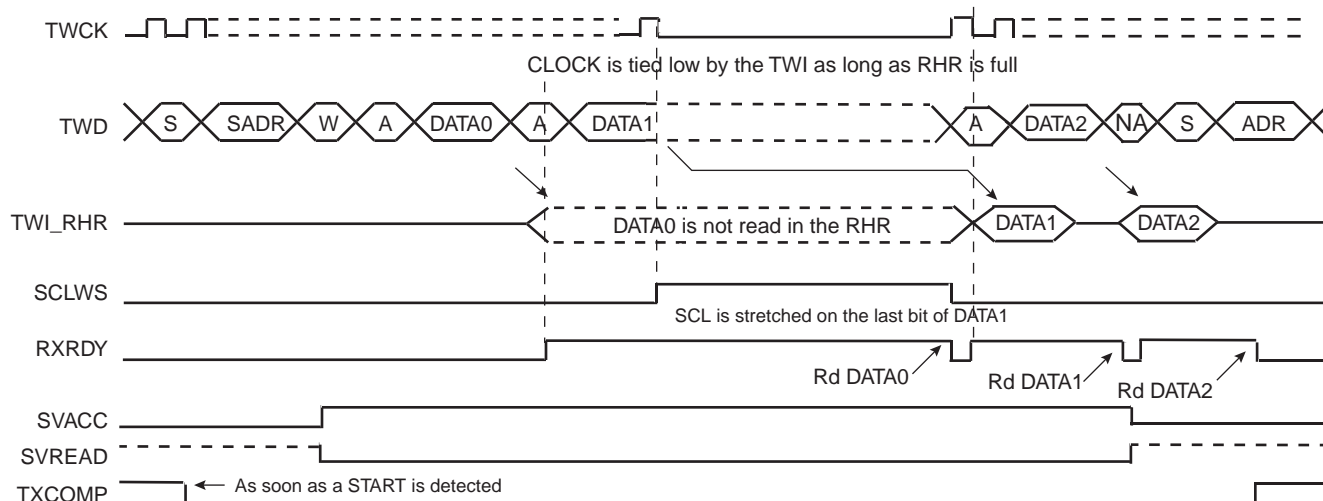 TWCK
CLOCK is tied low by the TWI as long as RHR is full
TWD S SADR W A DATA0 A DATA1 A DATA2 NA S ADR
TWI_RHR DATA0 is not read in the RHR DATA1 DATA2
SCLWS
SCL is stretched on the last bit of DATA1
RXRDY
Rd DATA0 Rd DATA1 Rd DATA2
SVACC
SVREAD
TXCOMP As soon as a START is detected